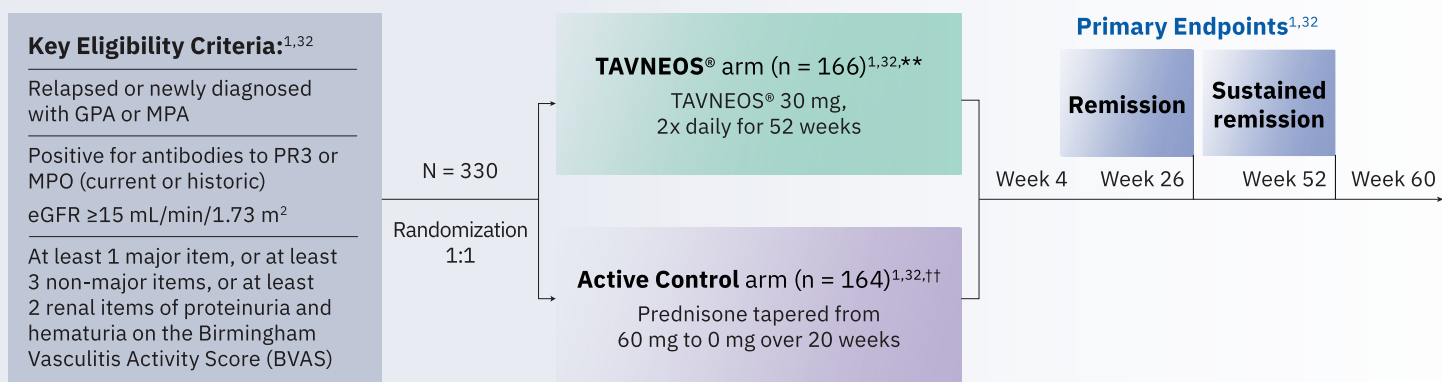 Key Eligibility Criteria:1,32
Relapsed or newly diagnosed
with GPA or MPA
Positive for antibodies to PR3 or
MPO (current or historic)
eGFR ≥15 mL/min/1.73 m²
At least 1 major item, or at least
3 non-major items, or at least
2 renal items of proteinuria and
hematuria on the Birmingham
Vasculitis Activity Score (BVAS)
N = 330
Randomization
1:1
TAVNEOS® arm (n = 166)1,32,**
TAVNEOS® 30 mg,
2x daily for 52 weeks
Active Control arm (n = 164)1,32,††
Prednisone tapered from
60 mg to 0 mg over 20 weeks
Primary Endpoints1,32
Remission
Sustained
remission
Week 4 Week 26 Week 52 Week 60